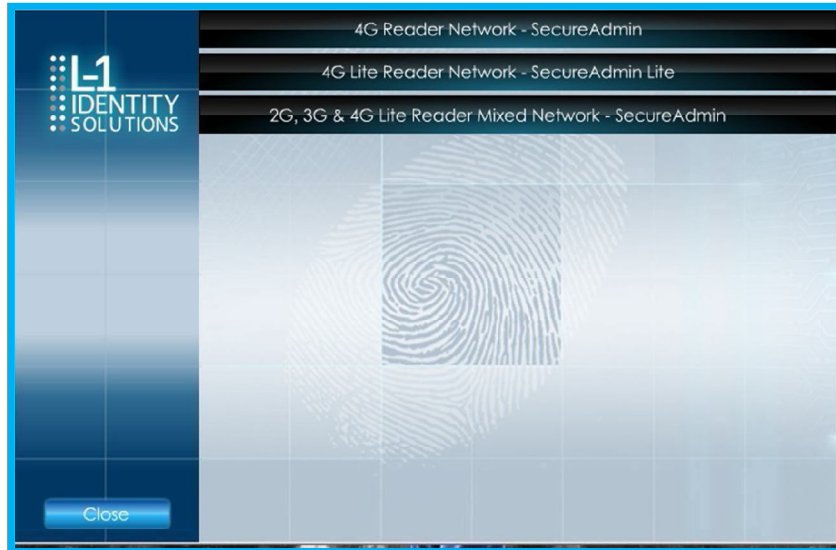 4G Reader Network - SecureAdmin
4G Lite Reader Network - SecureAdmin Lite
2G, 3G & 4G Lite Reader Mixed Network - SecureAdmin
L-1
IDENTITY
SOLUTIONS
Close